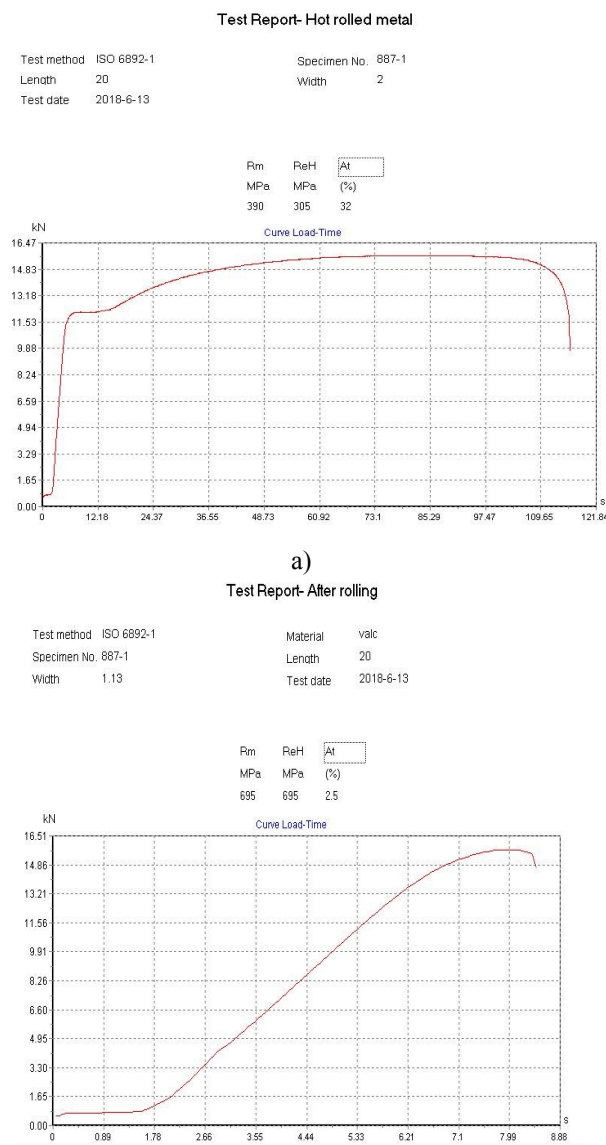 Test Report- Hot rolled metal
Test method ISO 6892-1 Specimen No. 887-1
Length 20 Width 2
Test date 2018-6-13
Rm ReH At
MPa MPa (%)
390 305 32
kN Curve Load-Time
16.47
14.83
13.18
11.53
9.88
8.24
6.59
4.94
3.29
1.65
0.00 s
0 12.18 24.37 36.55 48.73 60.92 73.1 85.29 97.47 109.65 121.84
a)
Test Report- After rolling
Test method ISO 6892-1 Material valc
Specimen No. 887-1 Length 20
Width 1.13 Test date 2018-6-13
Rm ReH At
MPa MPa (%)
695 695 2.5
kN Curve Load-Time
16.51
14.86
13.21
11.56
9.91
8.26
6.60
4.95
3.30
1.65
0.00 s
0 0.89 1.78 2.66 3.55 4.44 5.33 6.21 7.1 7.99 8.88